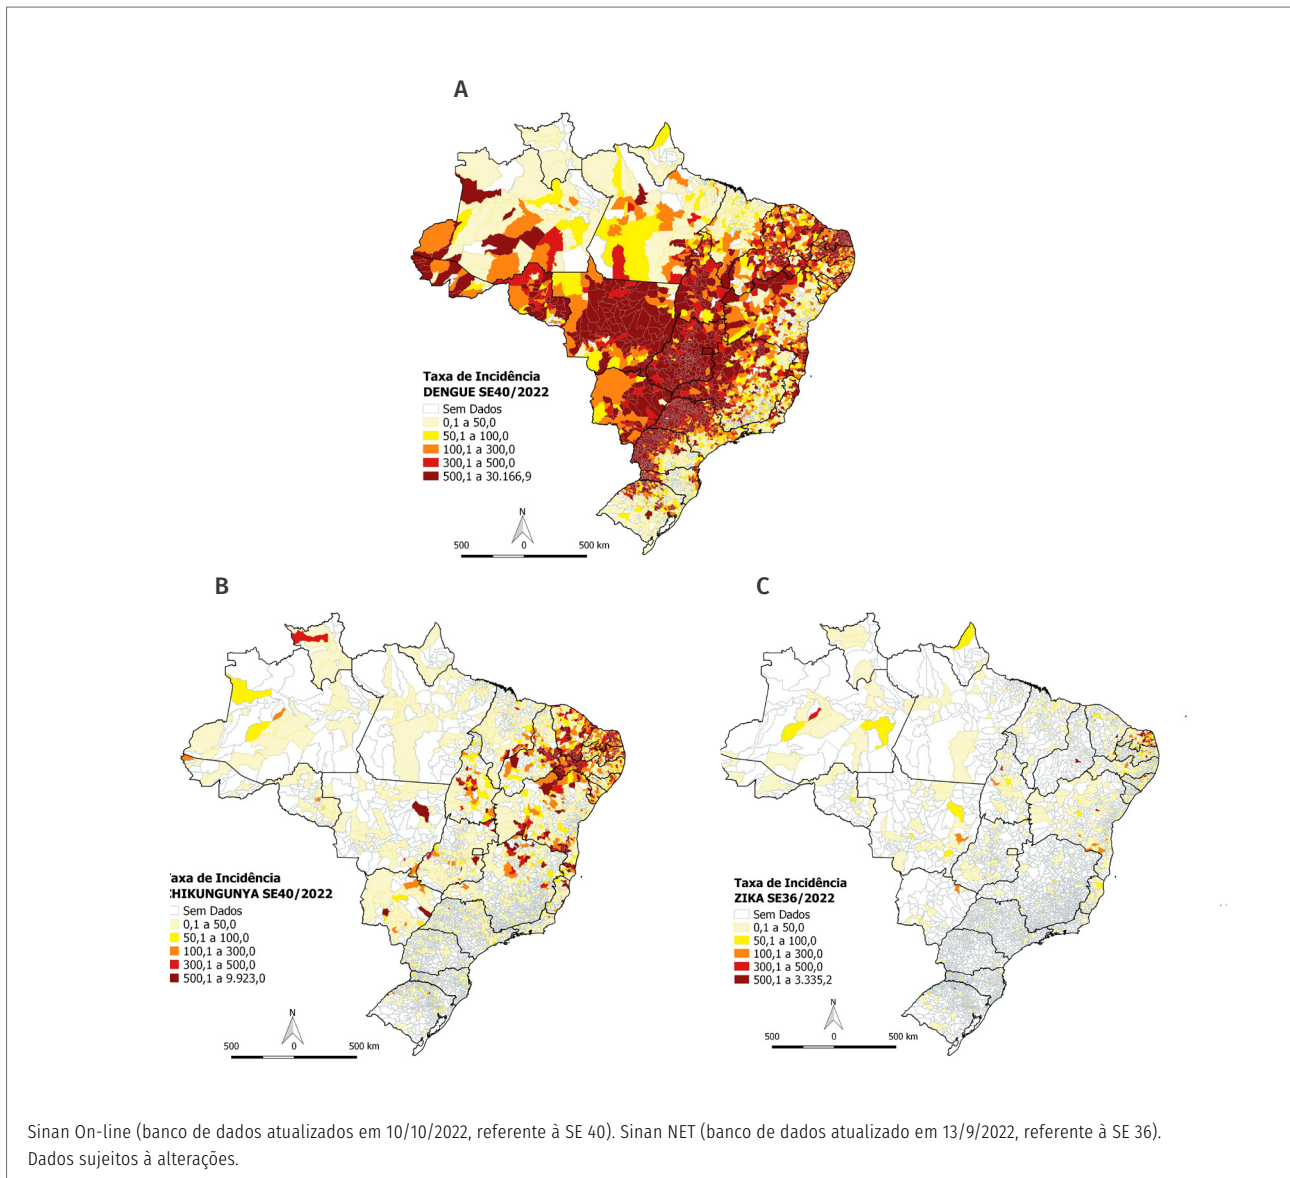 A
Taxa de Incidência
DENGUE SE40/2022
Sem Dados
0,1 a 50,0
50,1 a 100,0
100,1 a 300,0
300,1 a 500,0
500,1 a 30.166,9
N
500 0 500 km
B
axa de Incidência
HIKUNGUNYA SE40/2022
Sem Dados
0,1 a 50,0
50,1 a 100,0
100,1 a 300,0
300,1 a 500,0
500,1 a 9.923,0
N
500 0 500 km
C
Taxa de Incidência
ZIKA SE36/2022
Sem Dados
0,1 a 50,0
50,1 a 100,0
100,1 a 300,0
300,1 a 500,0
500,1 a 3.335,2
N
500 0 500 km
Sinan On-line (banco de dados atualizados em 10/10/2022, referente à SE 40). Sinan NET (banco de dados atualizado em 13/9/2022, referente à SE 36).
Dados sujeitos à alterações.